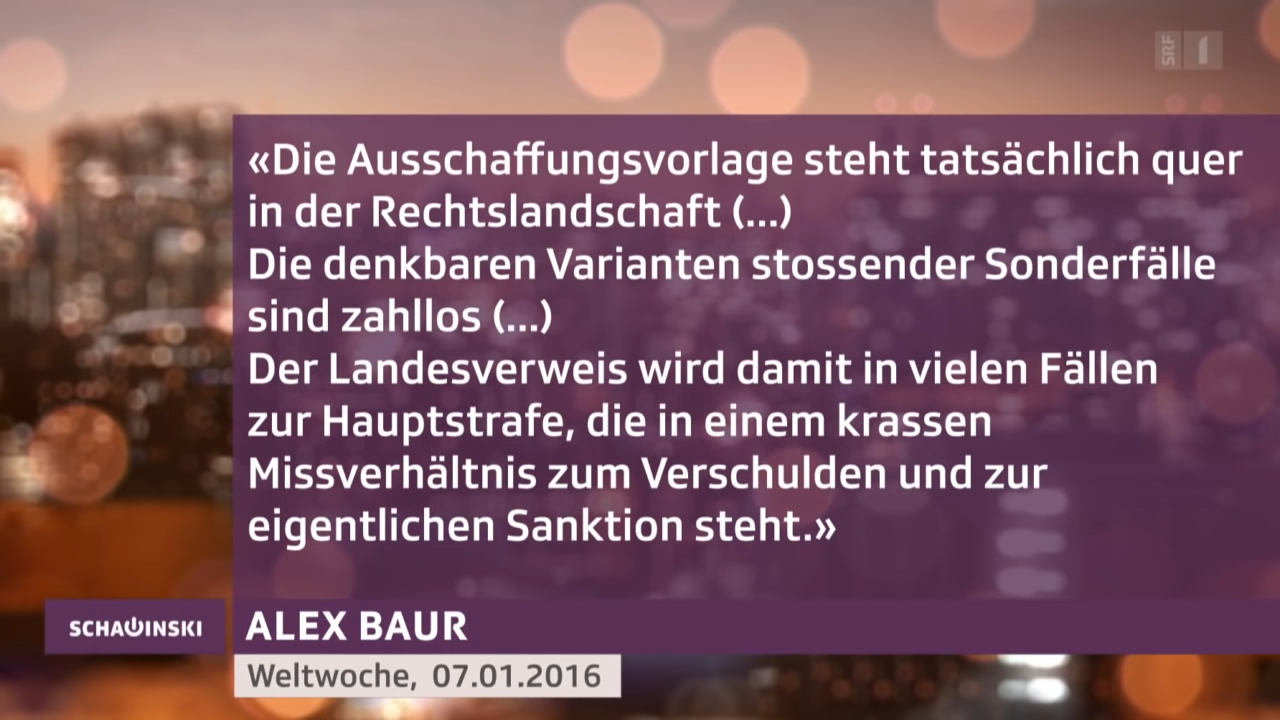 SRF 1
«Die Ausschaffungsvorlage steht tatsächlich quer
in der Rechtslandschaft (...)
Die denkbaren Varianten stossender Sonderfälle
sind zahllos (...)
Der Landesverweis wird damit in vielen Fällen
zur Hauptstrafe, die in einem krassen
Missverhältnis zum Verschulden und zur
eigentlichen Sanktion steht.»
SCHAWINSKI
ALEX BAUR
Weltwoche, 07.01.2016